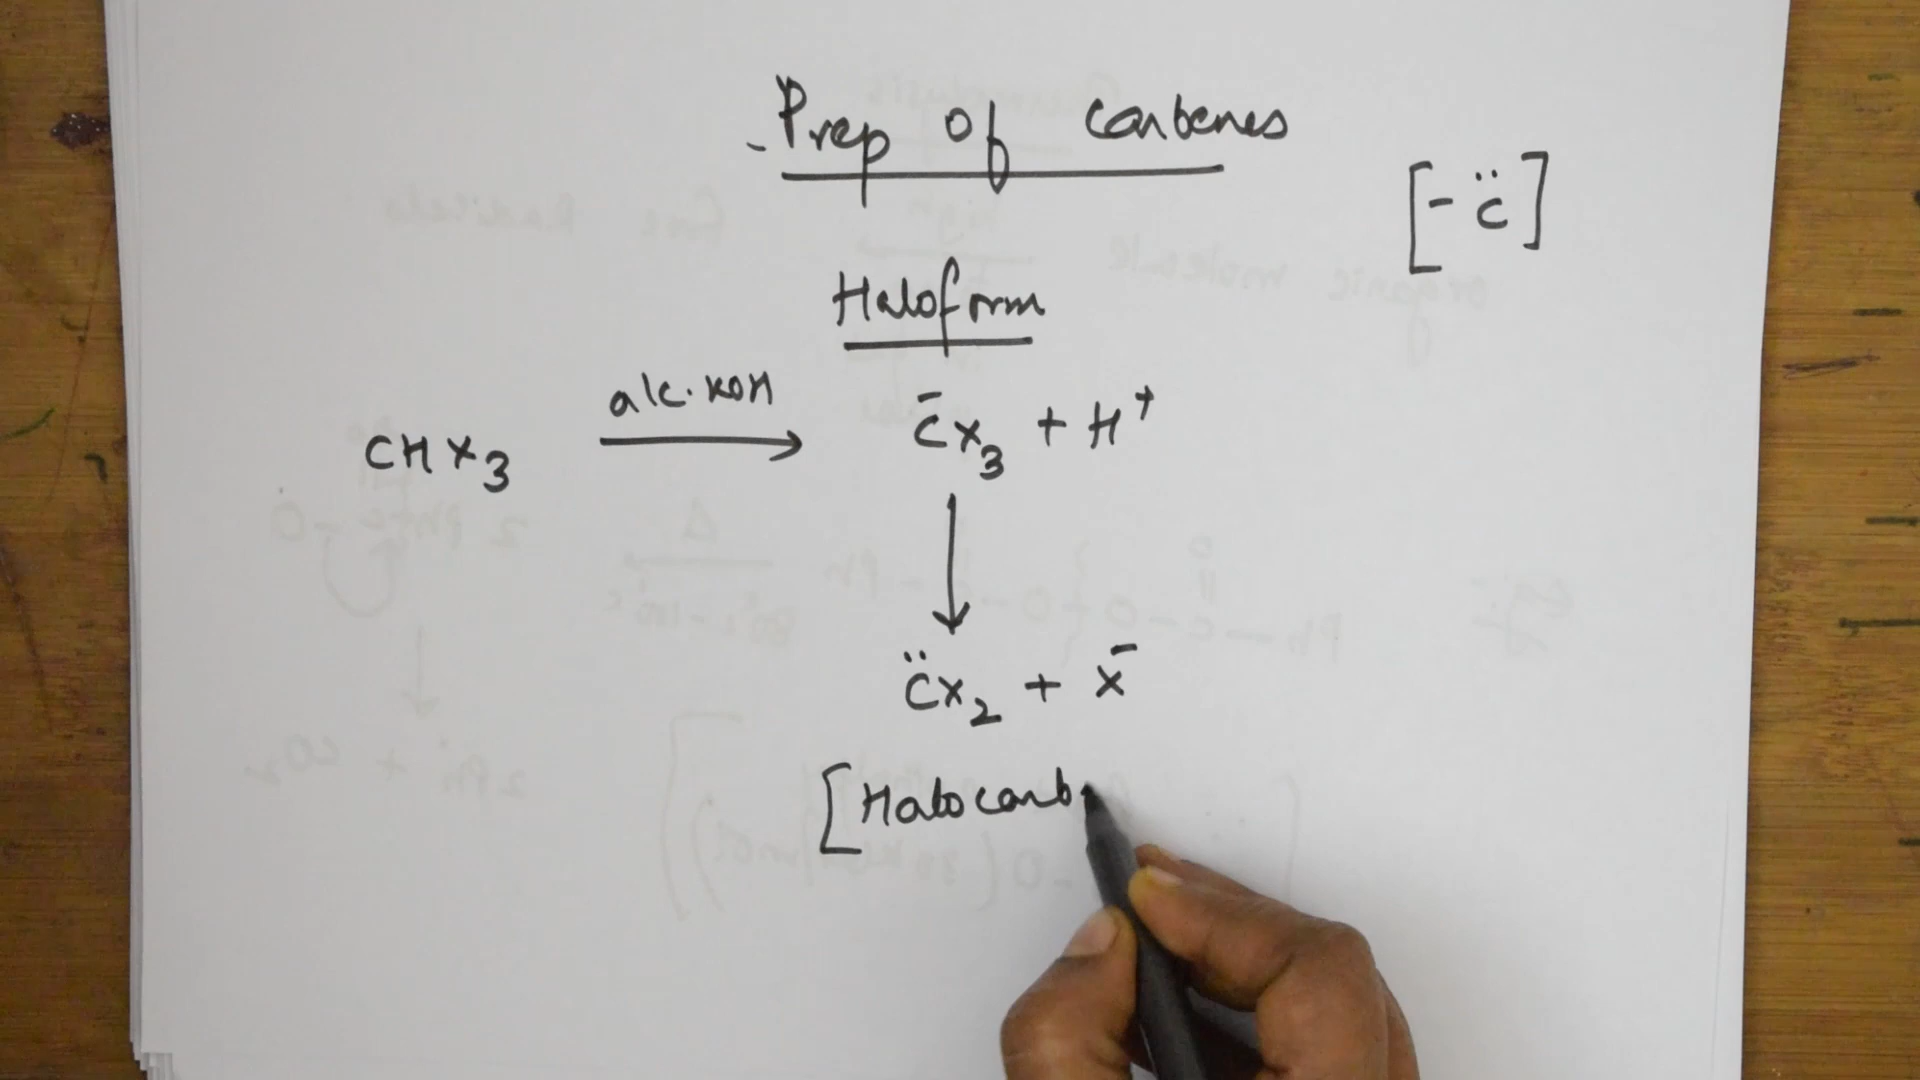 Prep of Carbenes
[- C̈]
Haloform
CHX₃ alc. KOH → C̄X₃ + H⁺
↓
C̈X₂ + X̄
[Halocarb